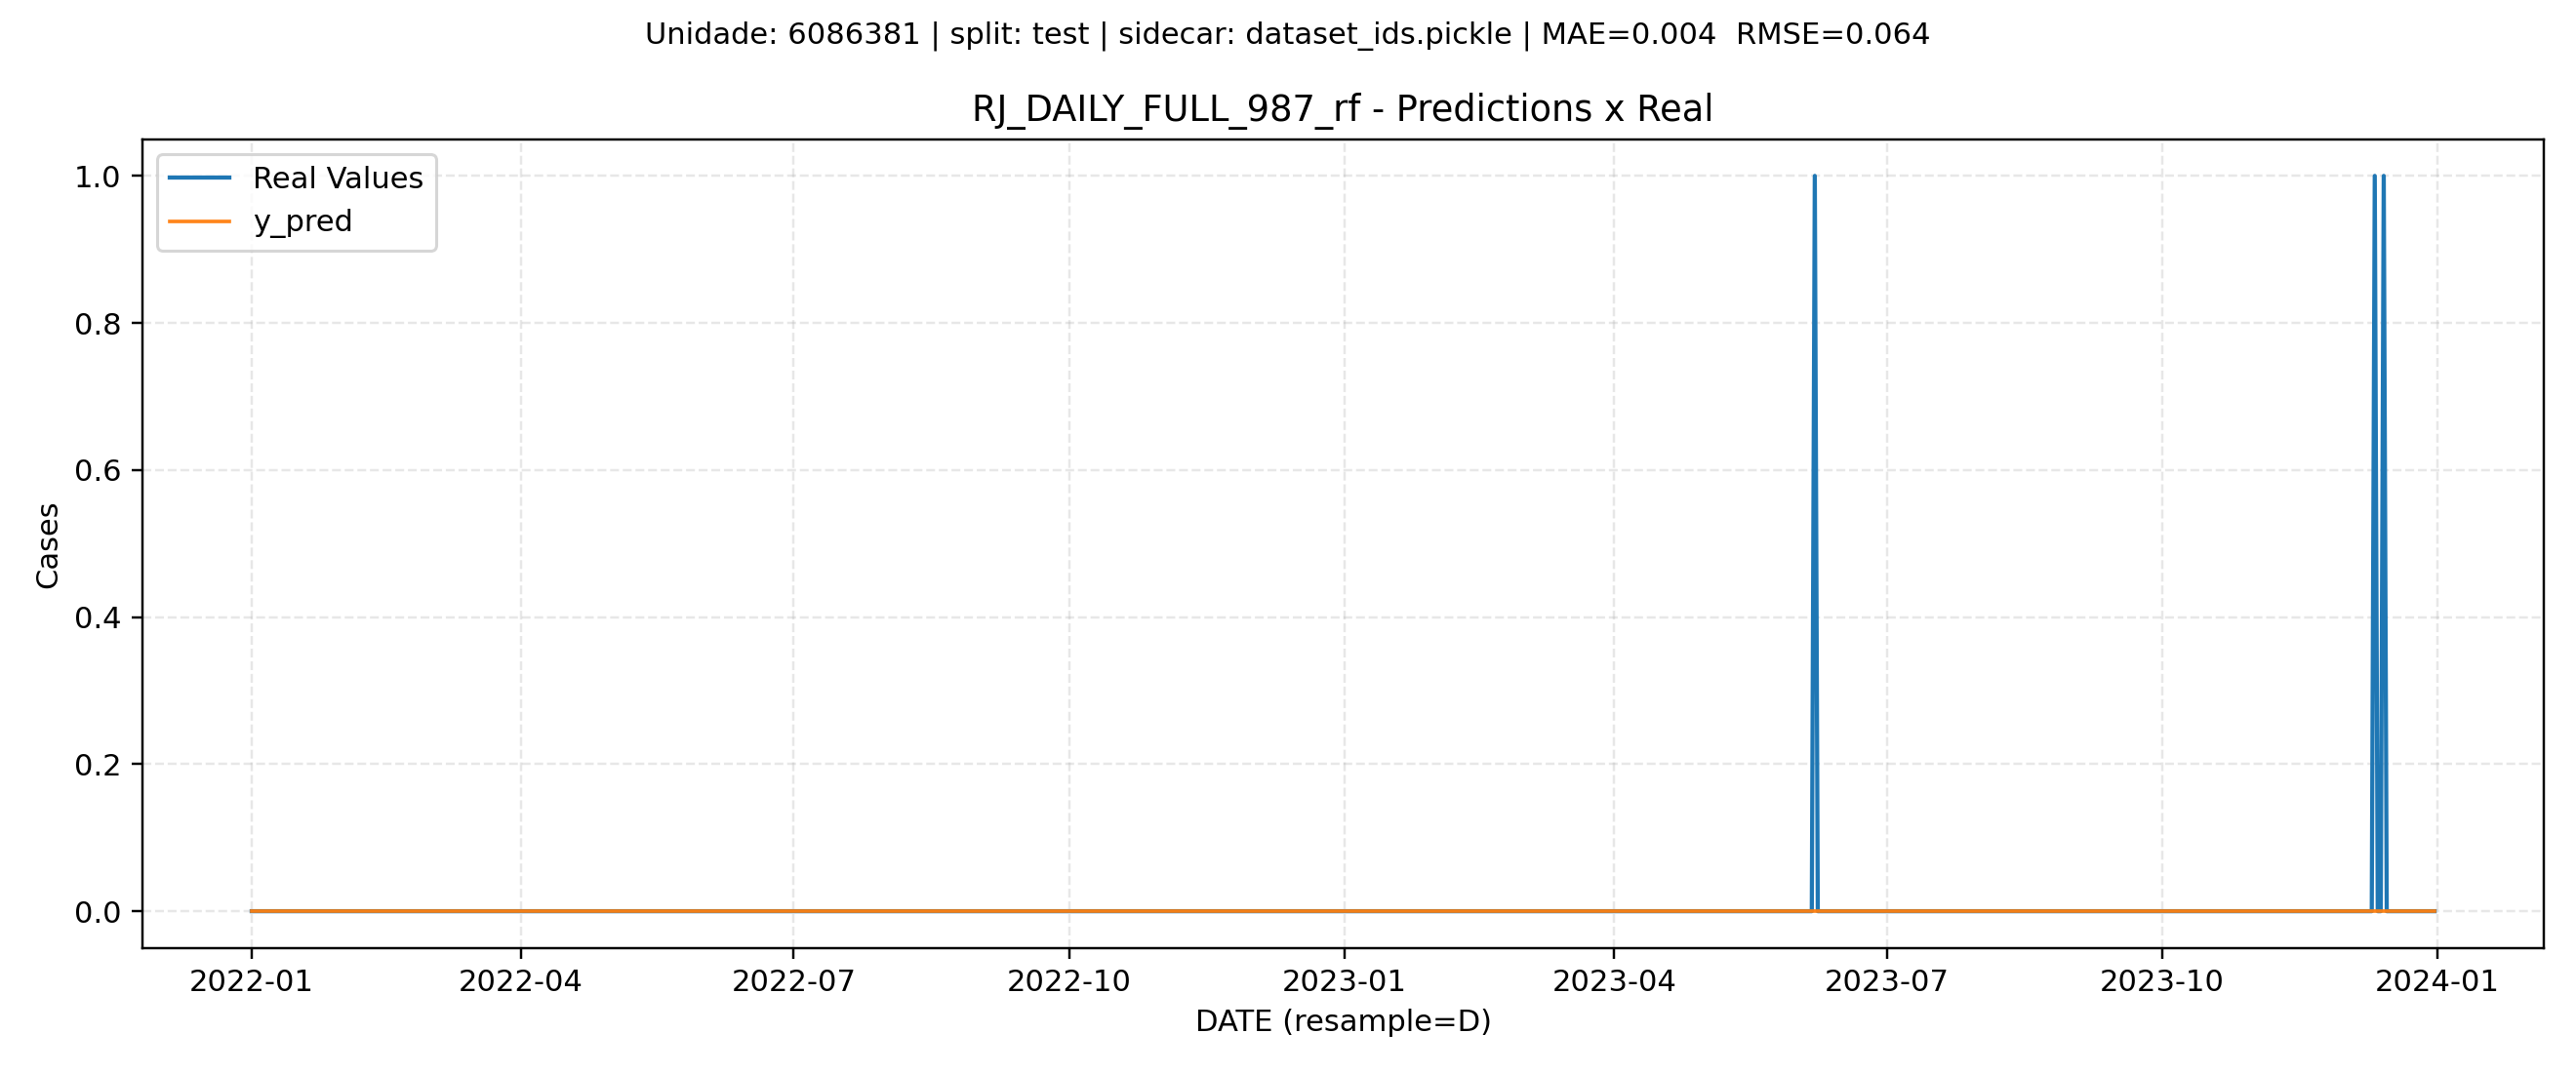 Unidade: 6086381 | split: test | sidecar: dataset_ids.pickle | MAE=0.004  RMSE=0.064
RJ_DAILY_FULL_987_rf - Predictions x Real
Real Values
y_pred
1.0
0.8
0.6
0.4
0.2
0.0
Cases
2022-01 2022-04 2022-07 2022-10 2023-01 2023-04 2023-07 2023-10 2024-01
DATE (resample=D)